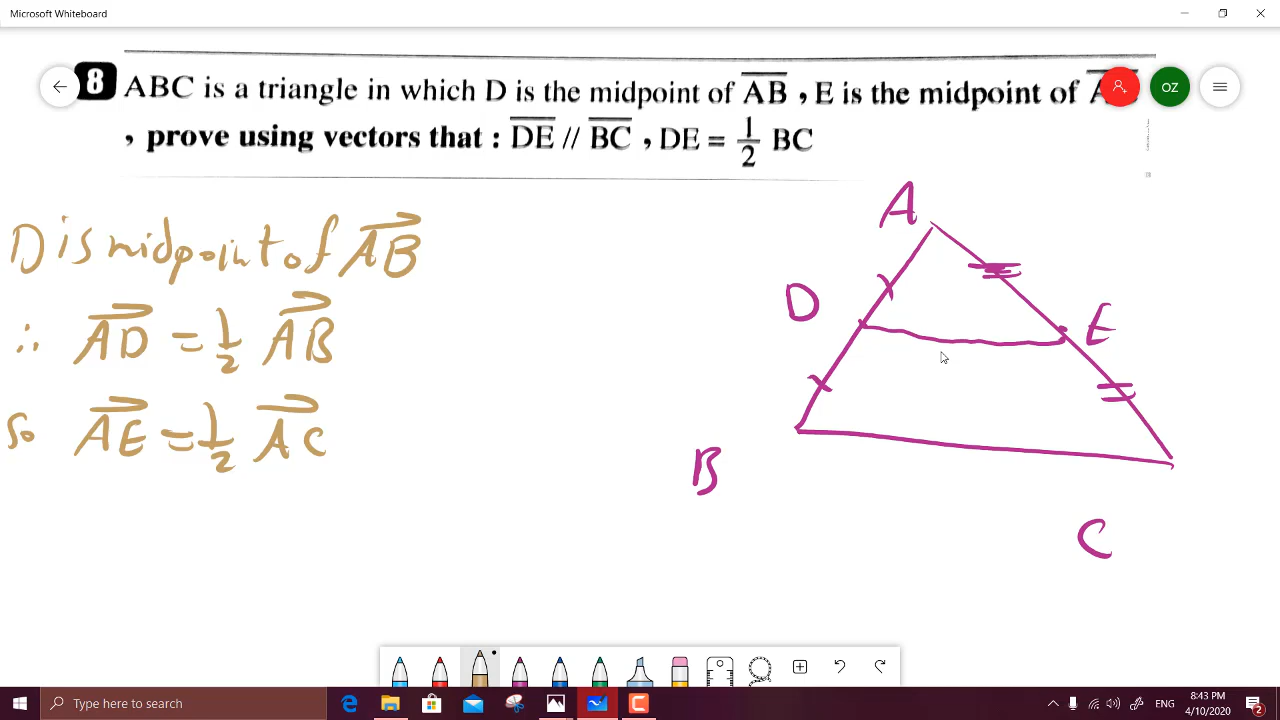 Microsoft Whiteboard
8 ABC is a triangle in which D is the midpoint of AB , E is the midpoint of A
, prove using vectors that : DE // BC , DE = 1/2 BC
OZ
D is midpoint of AB
∴ AD = 1/2 AB
So AE = 1/2 AC
A
D
E
B
C
Type here to search
ENG
8:43 PM
4/10/2020
2